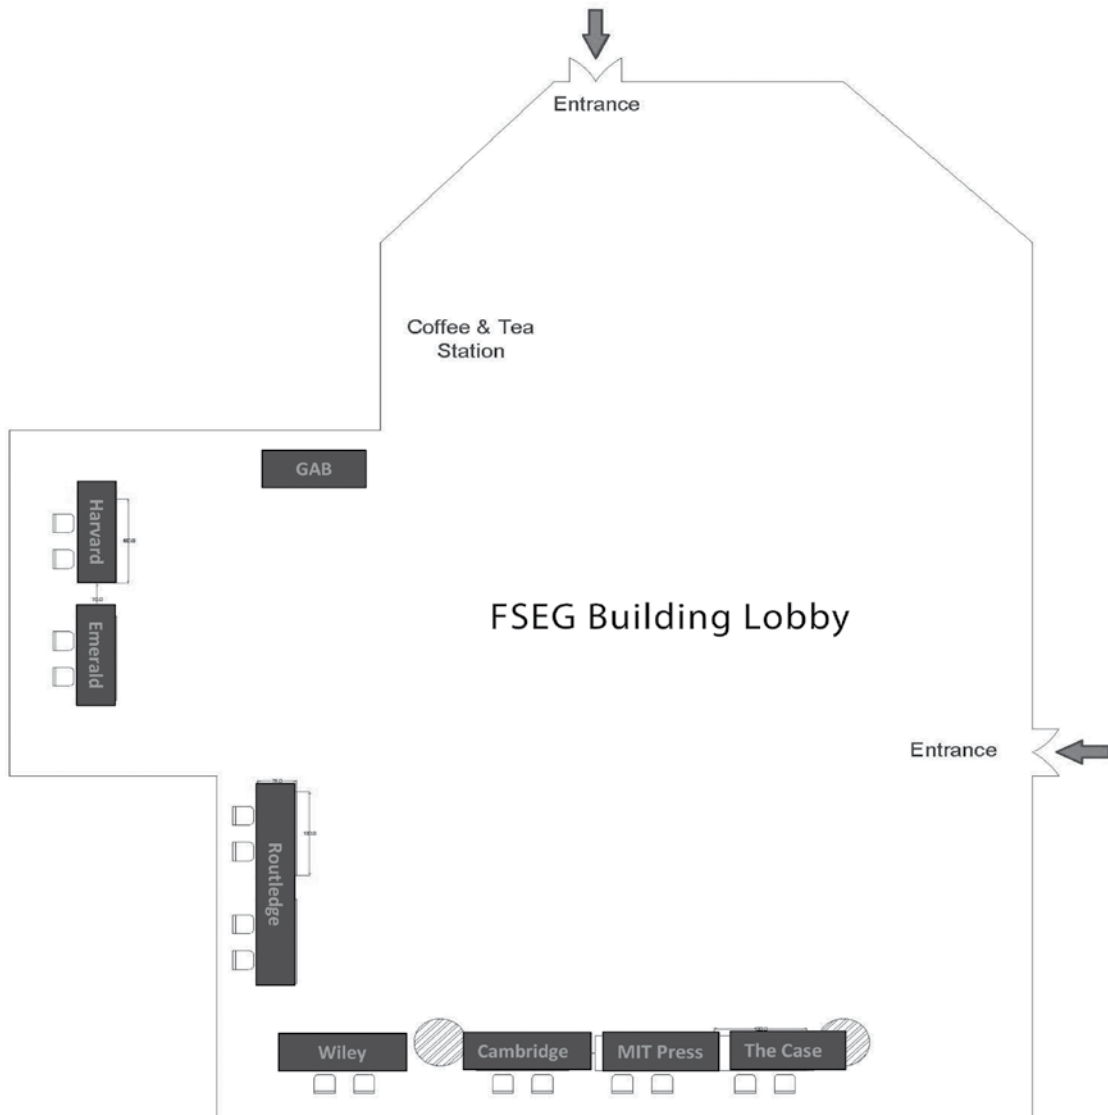 Entrance
Coffee & Tea
Station
GAB
Harvard
Emerald
FSEG Building Lobby
Entrance
Routledge
Wiley
Cambridge
MIT Press
The Case